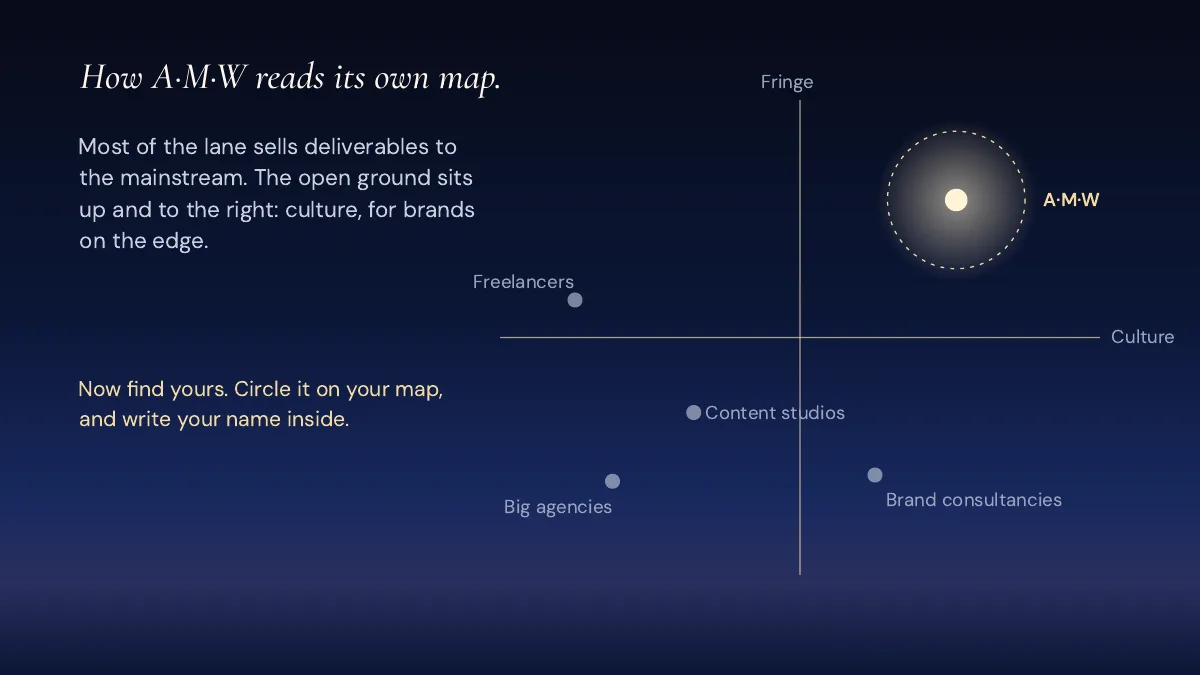 How A·M·W reads its own map.
Most of the lane sells deliverables to
the mainstream. The open ground sits
up and to the right: culture, for brands
on the edge.
Now find yours. Circle it on your map,
and write your name inside.
Fringe
A·M·W
Freelancers
Culture
Content studios
Big agencies
Brand consultancies